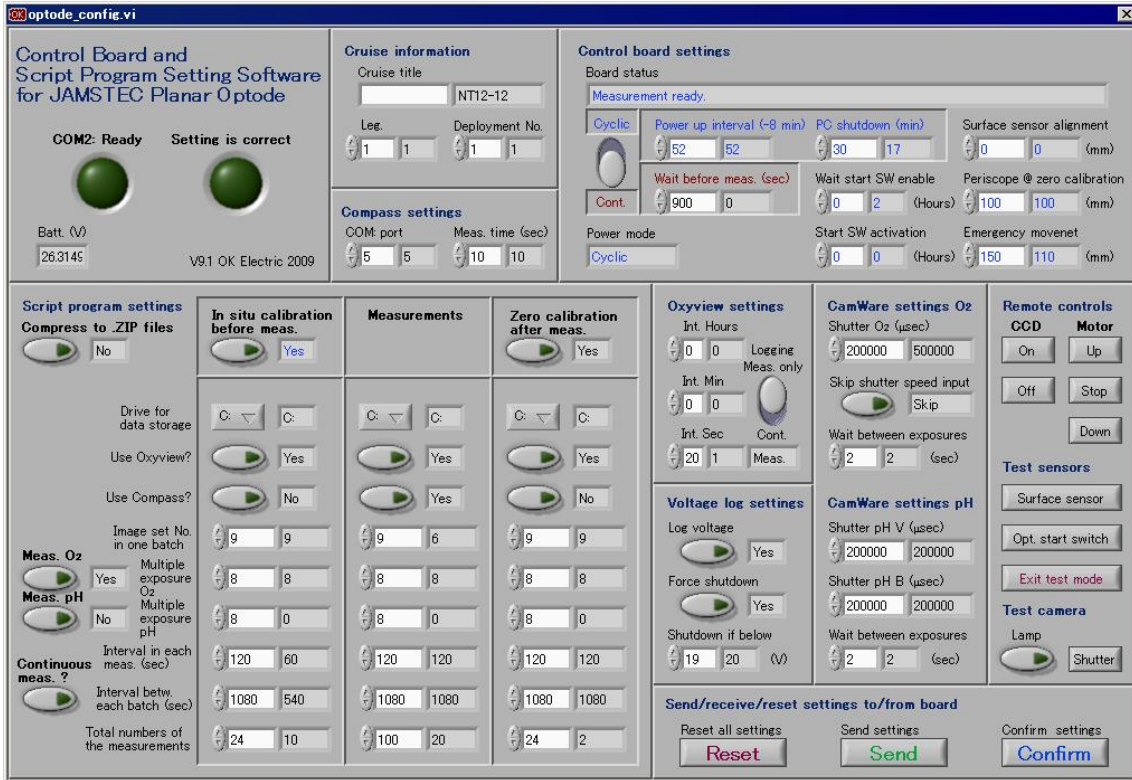 optode_config.vi
Control Board and
Script Program Setting Software
for JAMSTEC Planar Optode
COM2: Ready
Setting is correct
Batt. (V)
V9.1 OK Electric 2009
Cruise information
Cruise title
NT12-12
Leg.
Deployment No.
1 1
1 1
Compass settings
COM: port
Meas. time (sec)
5 5
10 10
Control board settings
Board status
Measurement ready.
Cyclic
Cont.
Power up interval (-8 min)
52 52
PC shutdown (min)
30 17
Surface sensor alignment
0 0 (mm)
Wait before meas. (sec)
900 0
Wait start SW enable
0 2 (Hours)
Periscope @ zero calibration
100 100 (mm)
Power mode
Cyclic
Start SW activation
0 0 (Hours)
Emergency movenet
150 110 (mm)
Script program settings
Compress to .ZIP files
No
In situ calibration
before meas.
Yes
Measurements
Zero calibration
after meas.
Yes
Drive for
data storage
C: C: C: C: C: C:
Use Oxyview?
Yes Yes Yes
Use Compass?
No Yes No
Image set No.
in one batch
9 9 9 6 9 9
Meas. O2
Yes
Multiple
exposure
O2
8 8 8 8 8 8
Meas. pH
No
Multiple
exposure
pH
8 0 8 0 8 0
Interval in each
meas. (sec)
120 60 120 120 120 120
Continuous
meas. ?
Interval betw.
each batch (sec)
1080 540 1080 1080 1080 1080
Total numbers of
the measurements
24 10 100 20 24 2
Oxyview settings
Int. Hours
0 0
Logging
Meas. only
Int. Min
0 0
Int. Sec
20 1
Cont.
Meas.
Voltage log settings
Log voltage
Yes
Force shutdown
Yes
Shutdown if below
19 20 (V)
CamWare settings O2
Shutter O2 (µsec)
200000 500000
Skip shutter speed input
Skip
Wait between exposures
2 2 (sec)
CamWare settings pH
Shutter pH V (µsec)
200000 200000
Shutter pH B (µsec)
200000 200000
Wait between exposures
2 2 (sec)
Remote controls
CCD Motor
On Up
Off Stop
Down
Test sensors
Surface sensor
Opt. start switch
Exit test mode
Test camera
Lamp
Shutter
Send/receive/reset settings to/from board
Reset all settings
Reset
Send settings
Send
Confirm settings
Confirm